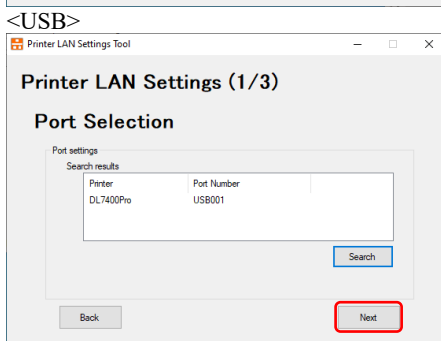 <USB>
Printer LAN Settings Tool
Printer LAN Settings (1/3)
Port Selection
Port settings
Search results
Printer Port Number
DL7400Pro USB001
Search
Back Next